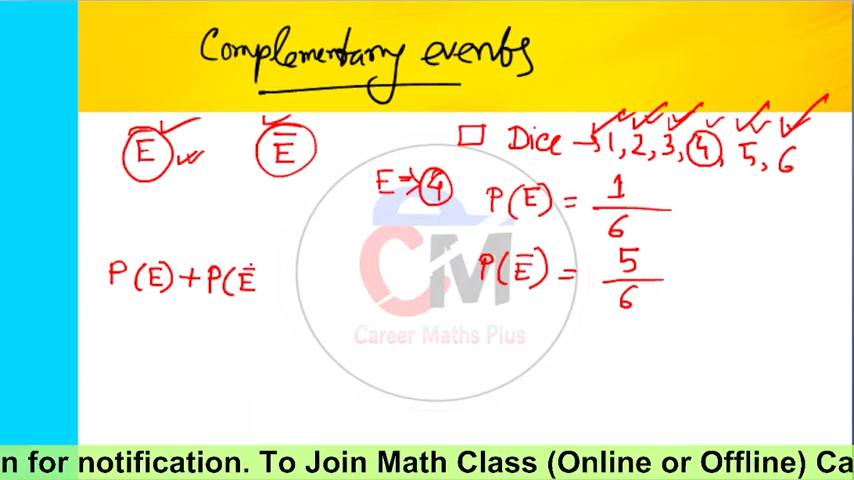 Complementary events
E E̅ □ Dice → 1, 2, 3, 4, 5, 6
E ⇒ 4 P(E) = 1/6
P(E) + P(E̅ P(E̅) = 5/6
CM
Career Maths Plus
n for notification. To Join Math Class (Online or Offline) Ca